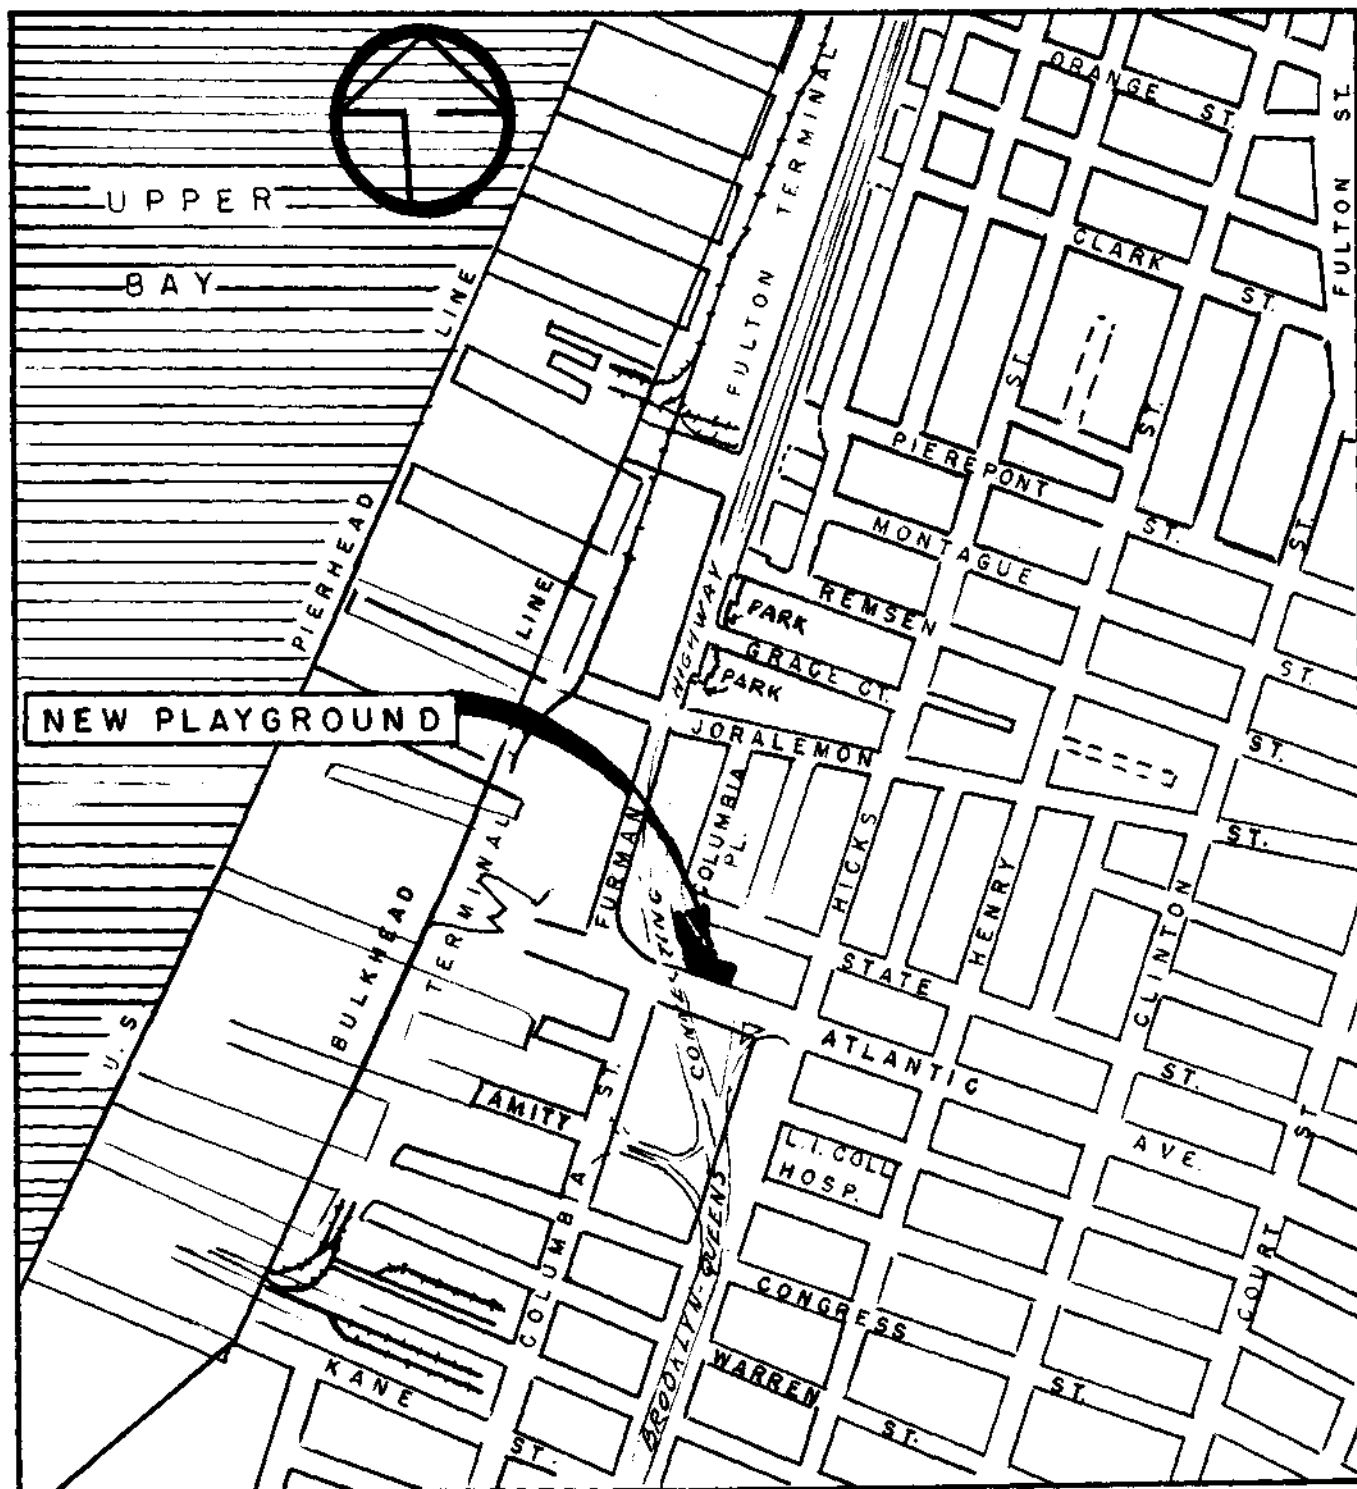 UPPER
BAY
PIERHEAD LINE
U.S.
BULKHEAD LINE
FULTON TERMINAL
ORANGE ST.
FULTON ST.
CLARK ST.
ST.
ST.
ST.
PIEREPONT ST.
MONTAGUE ST.
REMSEN ST.
PARK
GRACE CT.
PARK
HIGHWAY
JORALEMON ST.
NEW PLAYGROUND
COLUMBIA
PL.
FURMAN
TERMINAL
HICKS
HENRY
CLINTON
STATE ST.
CONNECTING
ATLANTIC AVE.
AMITY
COLUMBIA ST.
L.I. COLL
HOSP.
COURT ST.
BROOKLYN-QUEENS
CONGRESS ST.
WARREN ST.
KANE ST.